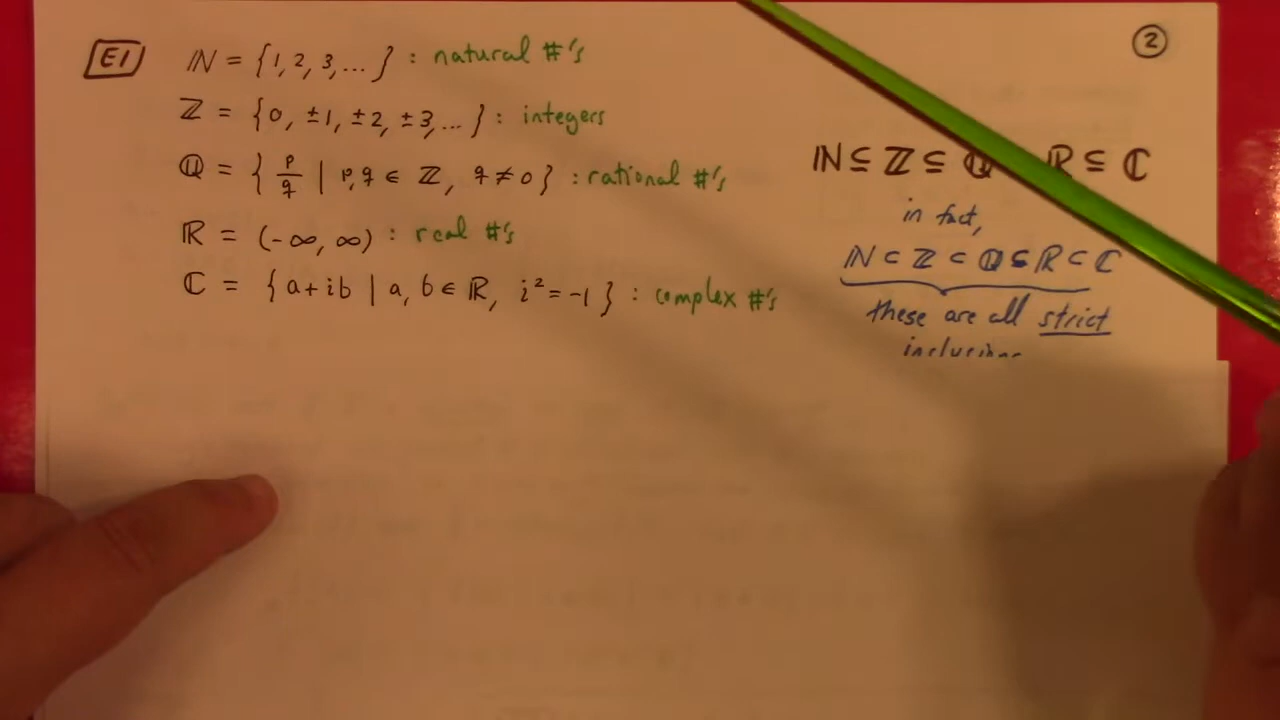 E1 ℕ = {1, 2, 3, ... } : natural #'s
ℤ = {0, ±1, ±2, ±3, ... } : integers
ℚ = { p/q | p, q ∈ ℤ, q ≠ 0 } : rational #'s
ℝ = (-∞, ∞) : real #'s
ℂ = { a + ib | a, b ∈ ℝ, i² = -1 } : complex #'s
②
ℕ ⊆ ℤ ⊆ ℚ ℝ ⊆ ℂ
in fact,
ℕ ⊂ ℤ ⊂ ℚ ⊂ ℝ ⊂ ℂ
these are all strict